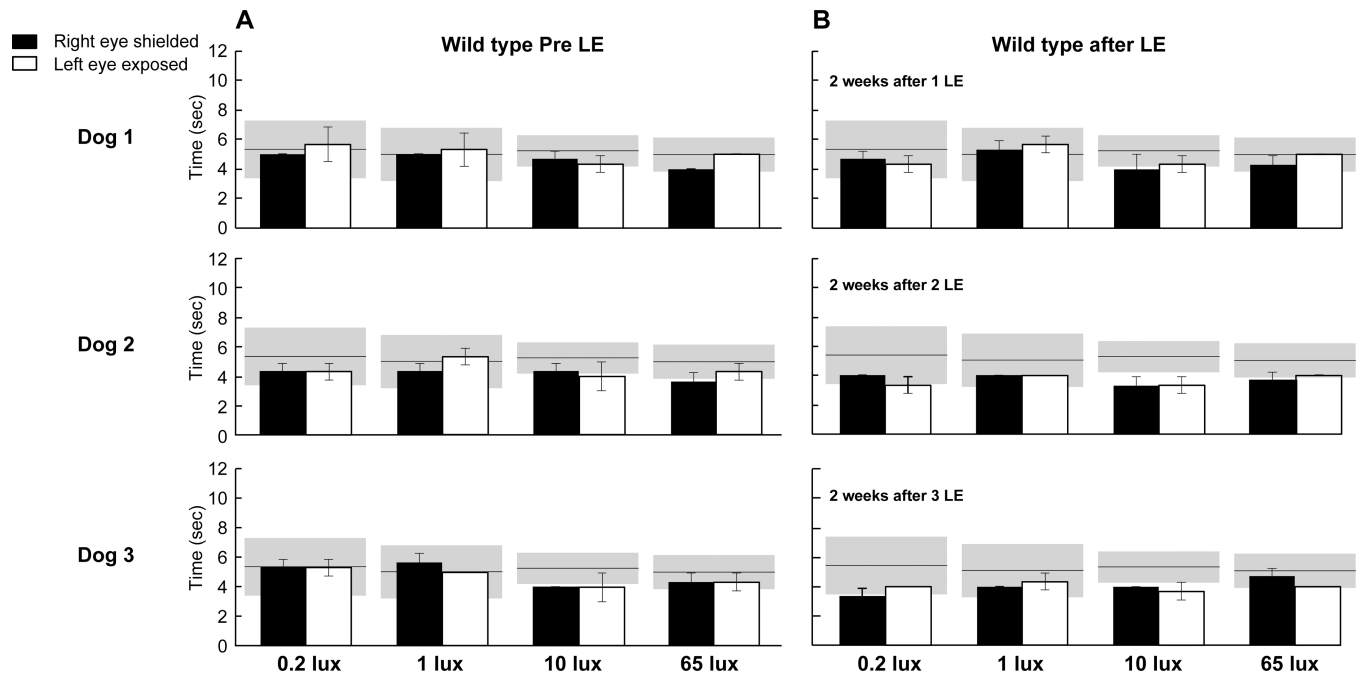 A
B
Right eye shielded
Left eye exposed
Wild type Pre LE
Wild type after LE
Dog 1
Time (sec)
12
10
8
6
4
2
0
2 weeks after 1 LE
Dog 2
Time (sec)
12
10
8
6
4
2
0
2 weeks after 2 LE
Dog 3
Time (sec)
12
10
8
6
4
2
0
2 weeks after 3 LE
0.2 lux 1 lux 10 lux 65 lux
0.2 lux 1 lux 10 lux 65 lux